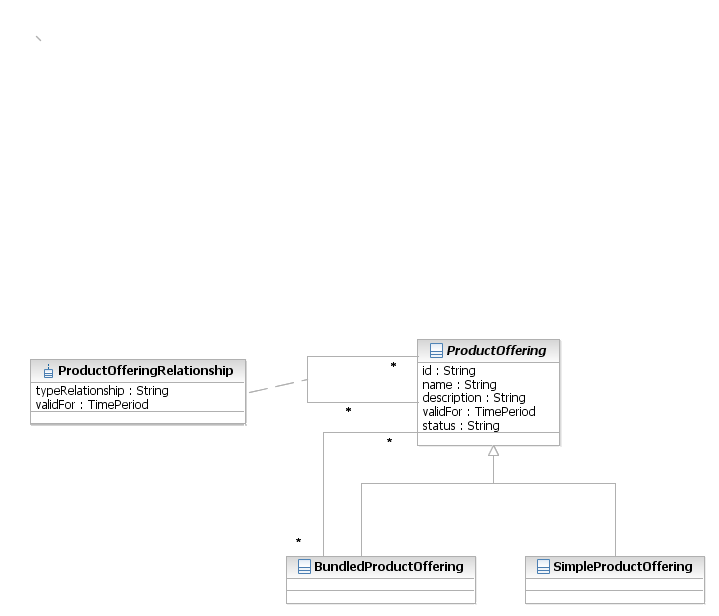 ProductOffering
id : String
name : String
description : String
validFor : TimePeriod
status : String
ProductOfferingRelationship
typeRelationship : String
validFor : TimePeriod
*
*
*
*
BundledProductOffering
SimpleProductOffering